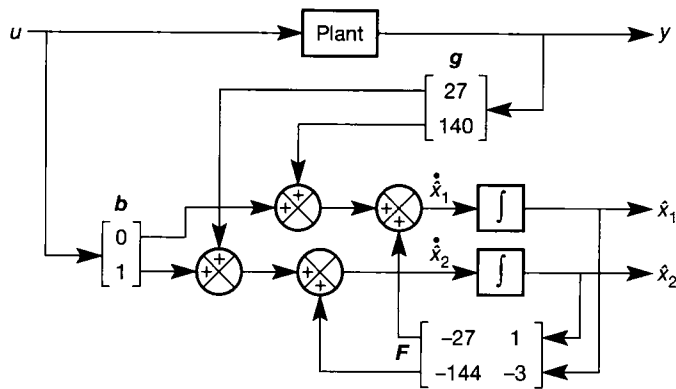 u
Plant
y
g
27
140
b
0
1
+
+
+
+
+
+
+
+
ẋ̂₁
∫
x̂₁
ẋ̂₂
∫
x̂₂
F
−27 1
−144 −3